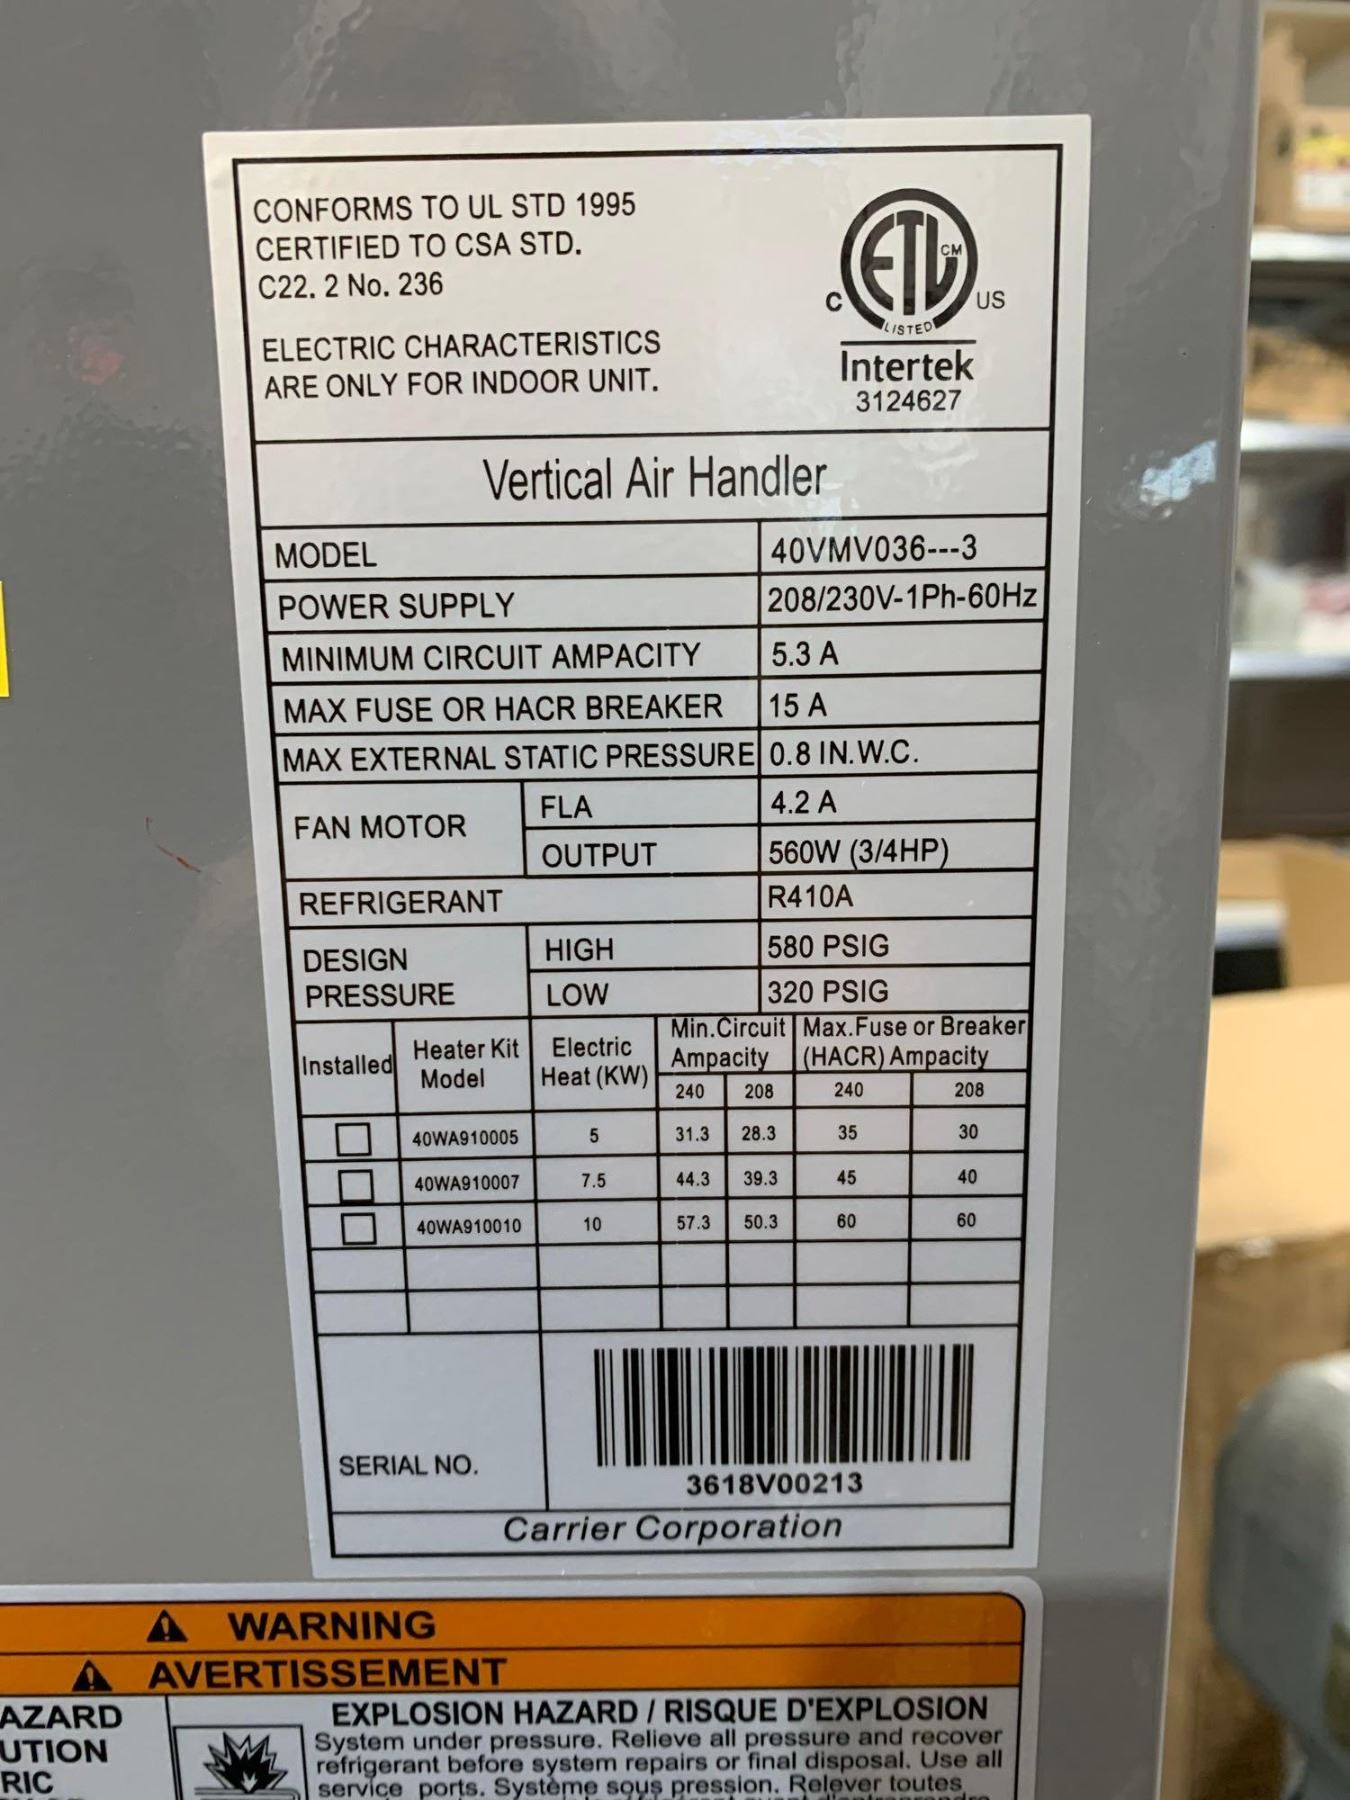 CONFORMS TO UL STD 1995
CERTIFIED TO CSA STD.
C22. 2 No. 236
ELECTRIC CHARACTERISTICS
ARE ONLY FOR INDOOR UNIT.
ETL CM
C US
LISTED
Intertek
3124627
Vertical Air Handler
MODEL 40VMV036---3
POWER SUPPLY 208/230V-1Ph-60Hz
MINIMUM CIRCUIT AMPACITY 5.3 A
MAX FUSE OR HACR BREAKER 15 A
MAX EXTERNAL STATIC PRESSURE 0.8 IN.W.C.
FAN MOTOR FLA 4.2 A
OUTPUT 560W (3/4HP)
REFRIGERANT R410A
DESIGN PRESSURE HIGH 580 PSIG
LOW 320 PSIG
Installed Heater Kit Model Electric Heat (KW) Min.Circuit Ampacity Max.Fuse or Breaker (HACR) Ampacity
240 208 240 208
40WA910005 5 31.3 28.3 35 30
40WA910007 7.5 44.3 39.3 45 40
40WA910010 10 57.3 50.3 60 60
SERIAL NO. 3618V00213
Carrier Corporation
WARNING
AVERTISSEMENT
AZARD
UTION
RIC
EXPLOSION HAZARD / RISQUE D'EXPLOSION
System under pressure. Relieve all pressure and recover
refrigerant before system repairs or final disposal. Use all
service ports. Système sous pression. Relever toutes